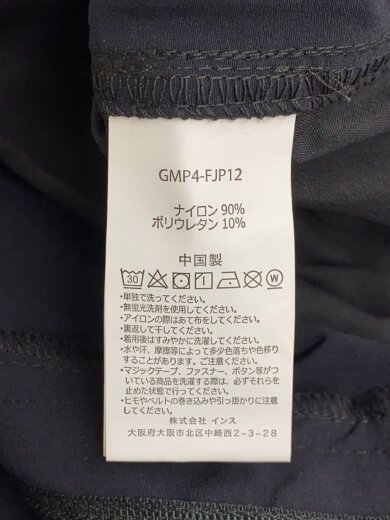 GMP4-FJP12
ナイロン 90%
ポリウレタン 10%
中国製
30
W
・単独で洗ってください。
・無蛍光洗剤を使用してください。
・アイロンの際はあて布をしてください。
・裏返して干してください。
・着用後はすみやかに洗濯してください。
・水や汗、摩擦等によって多少色落ちや色移り
することがあります。ご注意ください。
・マジックテープ、ファスナー、ボタン等がつ
いている商品を洗濯する際は、必ずそれらを
止めた状態で行ってください。
・ヒモやベルトの巻き込みや引っ掛かりに注意
してください。
株式会社 インス
大阪府大阪市北区中崎西2-3-28